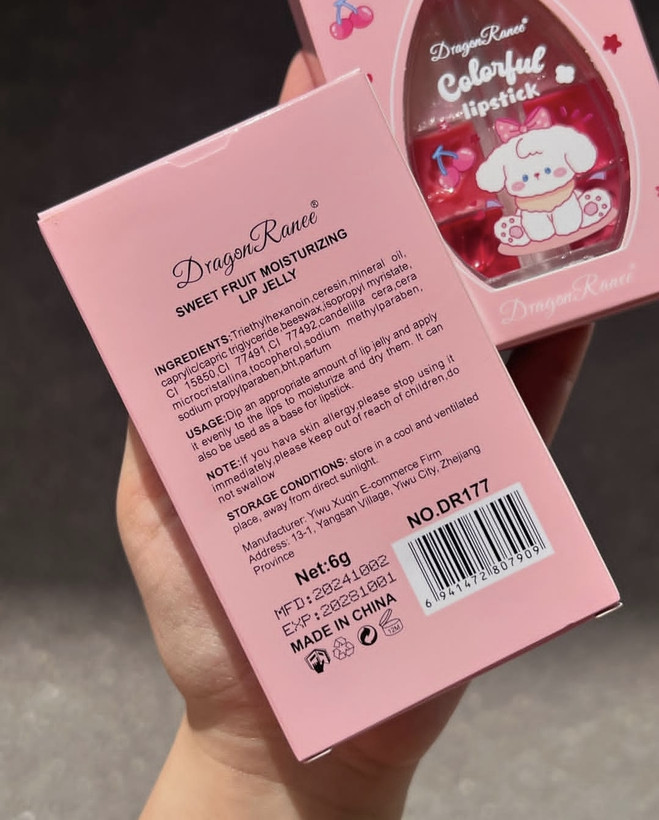 DragonRanee®
Colorful
lipstick
DragonRanee®
DragonRanee®
SWEET FRUIT MOISTURIZING
LIP JELLY
INGREDIENTS:Triethylhexanoin,ceresin,mineral oil,
caprylic/capric triglyceride,beeswax,isopropyl myristate,
CI 15850,CI 77491,CI 77492,candelilla cera,cera
microcristallina,tocopherol,sodium methylparaben,
sodium propylparaben,bht,parfum
USAGE:Dip an appropriate amount of lip jelly and apply
it evenly to the lips to moisturize and dry them. It can
also be used as a base for lipstick.
NOTE:If you hava skin allergy,please stop using it
immediately,please keep out of reach of children,do
not swallow
STORAGE CONDITIONS: store in a cool and ventilated
place, away from direct sunlight.
Manufacturer: Yiwu Xuqin E-commerce Firm
Address: 13-1, Yangsan Village, Yiwu City, Zhejiang
Province
Net:6g
MFD:20241002
EXP:20281001
MADE IN CHINA
12M
NO.DR177
6 941472 807909